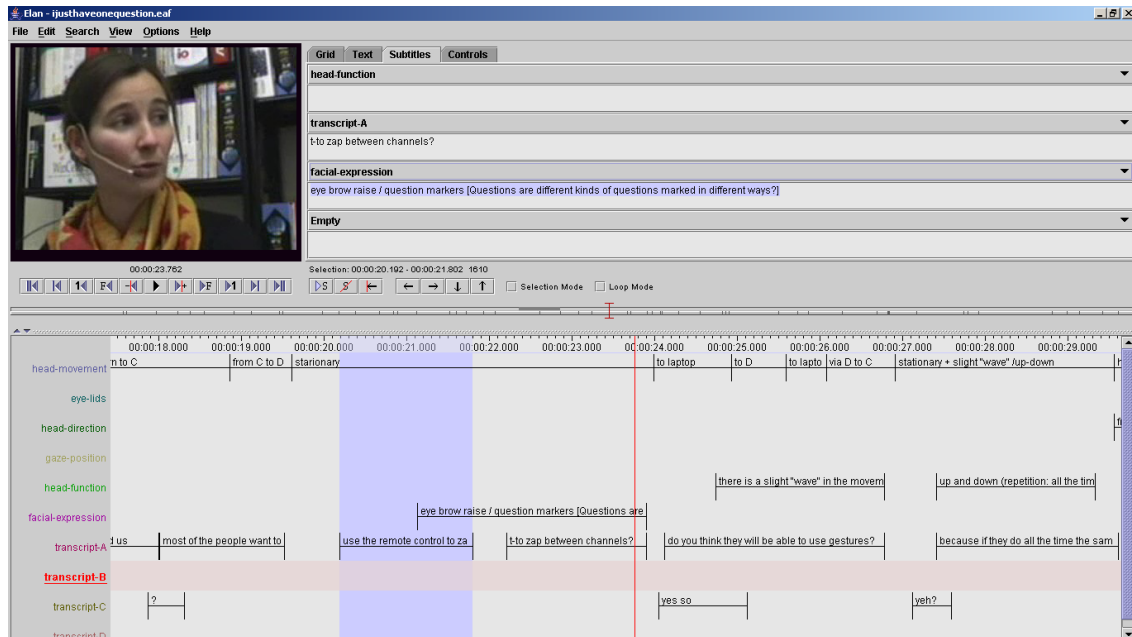 Elan - ijusthaveonequestion.eaf
File Edit Search View Options Help
Grid Text Subtitles Controls
head-function
transcript-A
t-to zap between channels?
facial-expression
eye brow raise / question markers [Questions are different kinds of questions marked in different ways?]
Empty
00:00:23.762
Selection: 00:00:20.192 - 00:00:21.802 1610
1 F F 1 S S Selection Mode Loop Mode
00:00:18.000 00:00:19.000 00:00:20.000 00:00:21.000 00:00:22.000 00:00:23.000 00:00:24.000 00:00:25.000 00:00:26.000 00:00:27.000 00:00:28.000 00:00:29.000
head-movement n to C from C to D starionary to laptop to D to lapto via D to C stationary + slight "wave" /up-down h
eye-lids
head-direction fi
gaze-position
head-function there is a slight "wave" in the movem up and down (repetition: all the tim
facial-expression eye brow raise / question markers [Questions are
transcript-A d us most of the people want to use the remote control to za t-to zap between channels? do you think they will be able to use gestures? because if they do all the time the sam
transcript-B
transcript-C ? yes so yeh?
transcript-D